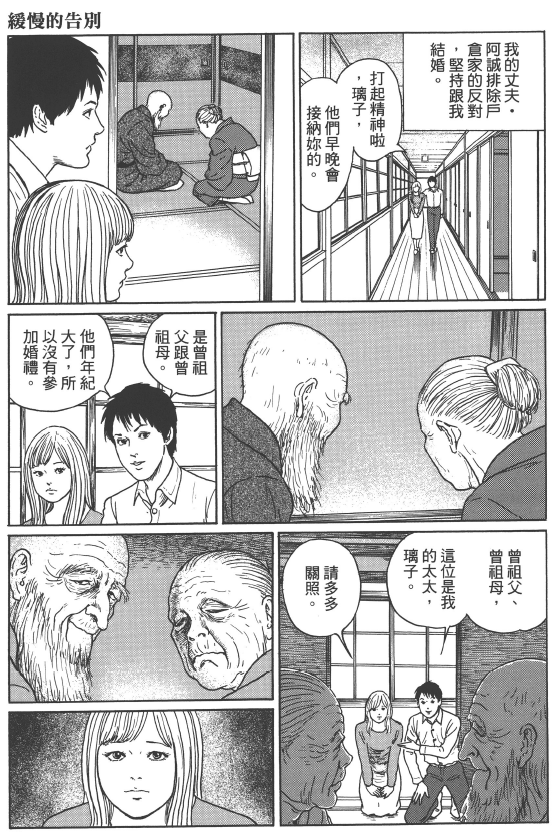 緩慢的告別
我的丈夫・
阿誠排除戶
倉家的反對
，堅持跟我
結婚。
打起精神啦
，璃子，
他們早晚會
接納妳的。
是曾祖
父跟曾
祖母。
他們年紀
大了，所
以沒有參
加婚禮。
曾祖父、
曾祖母，
這位是我
的太太，
璃子。
請多多
關照。